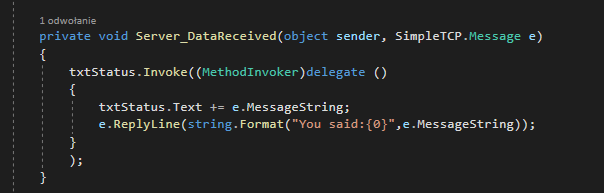 1 odwołanie
private void Server_DataReceived(object sender, SimpleTCP.Message e)
{
txtStatus.Invoke((MethodInvoker)delegate ()
{
txtStatus.Text += e.MessageString;
e.ReplyLine(string.Format("You said:{0}",e.MessageString));
}
);
}